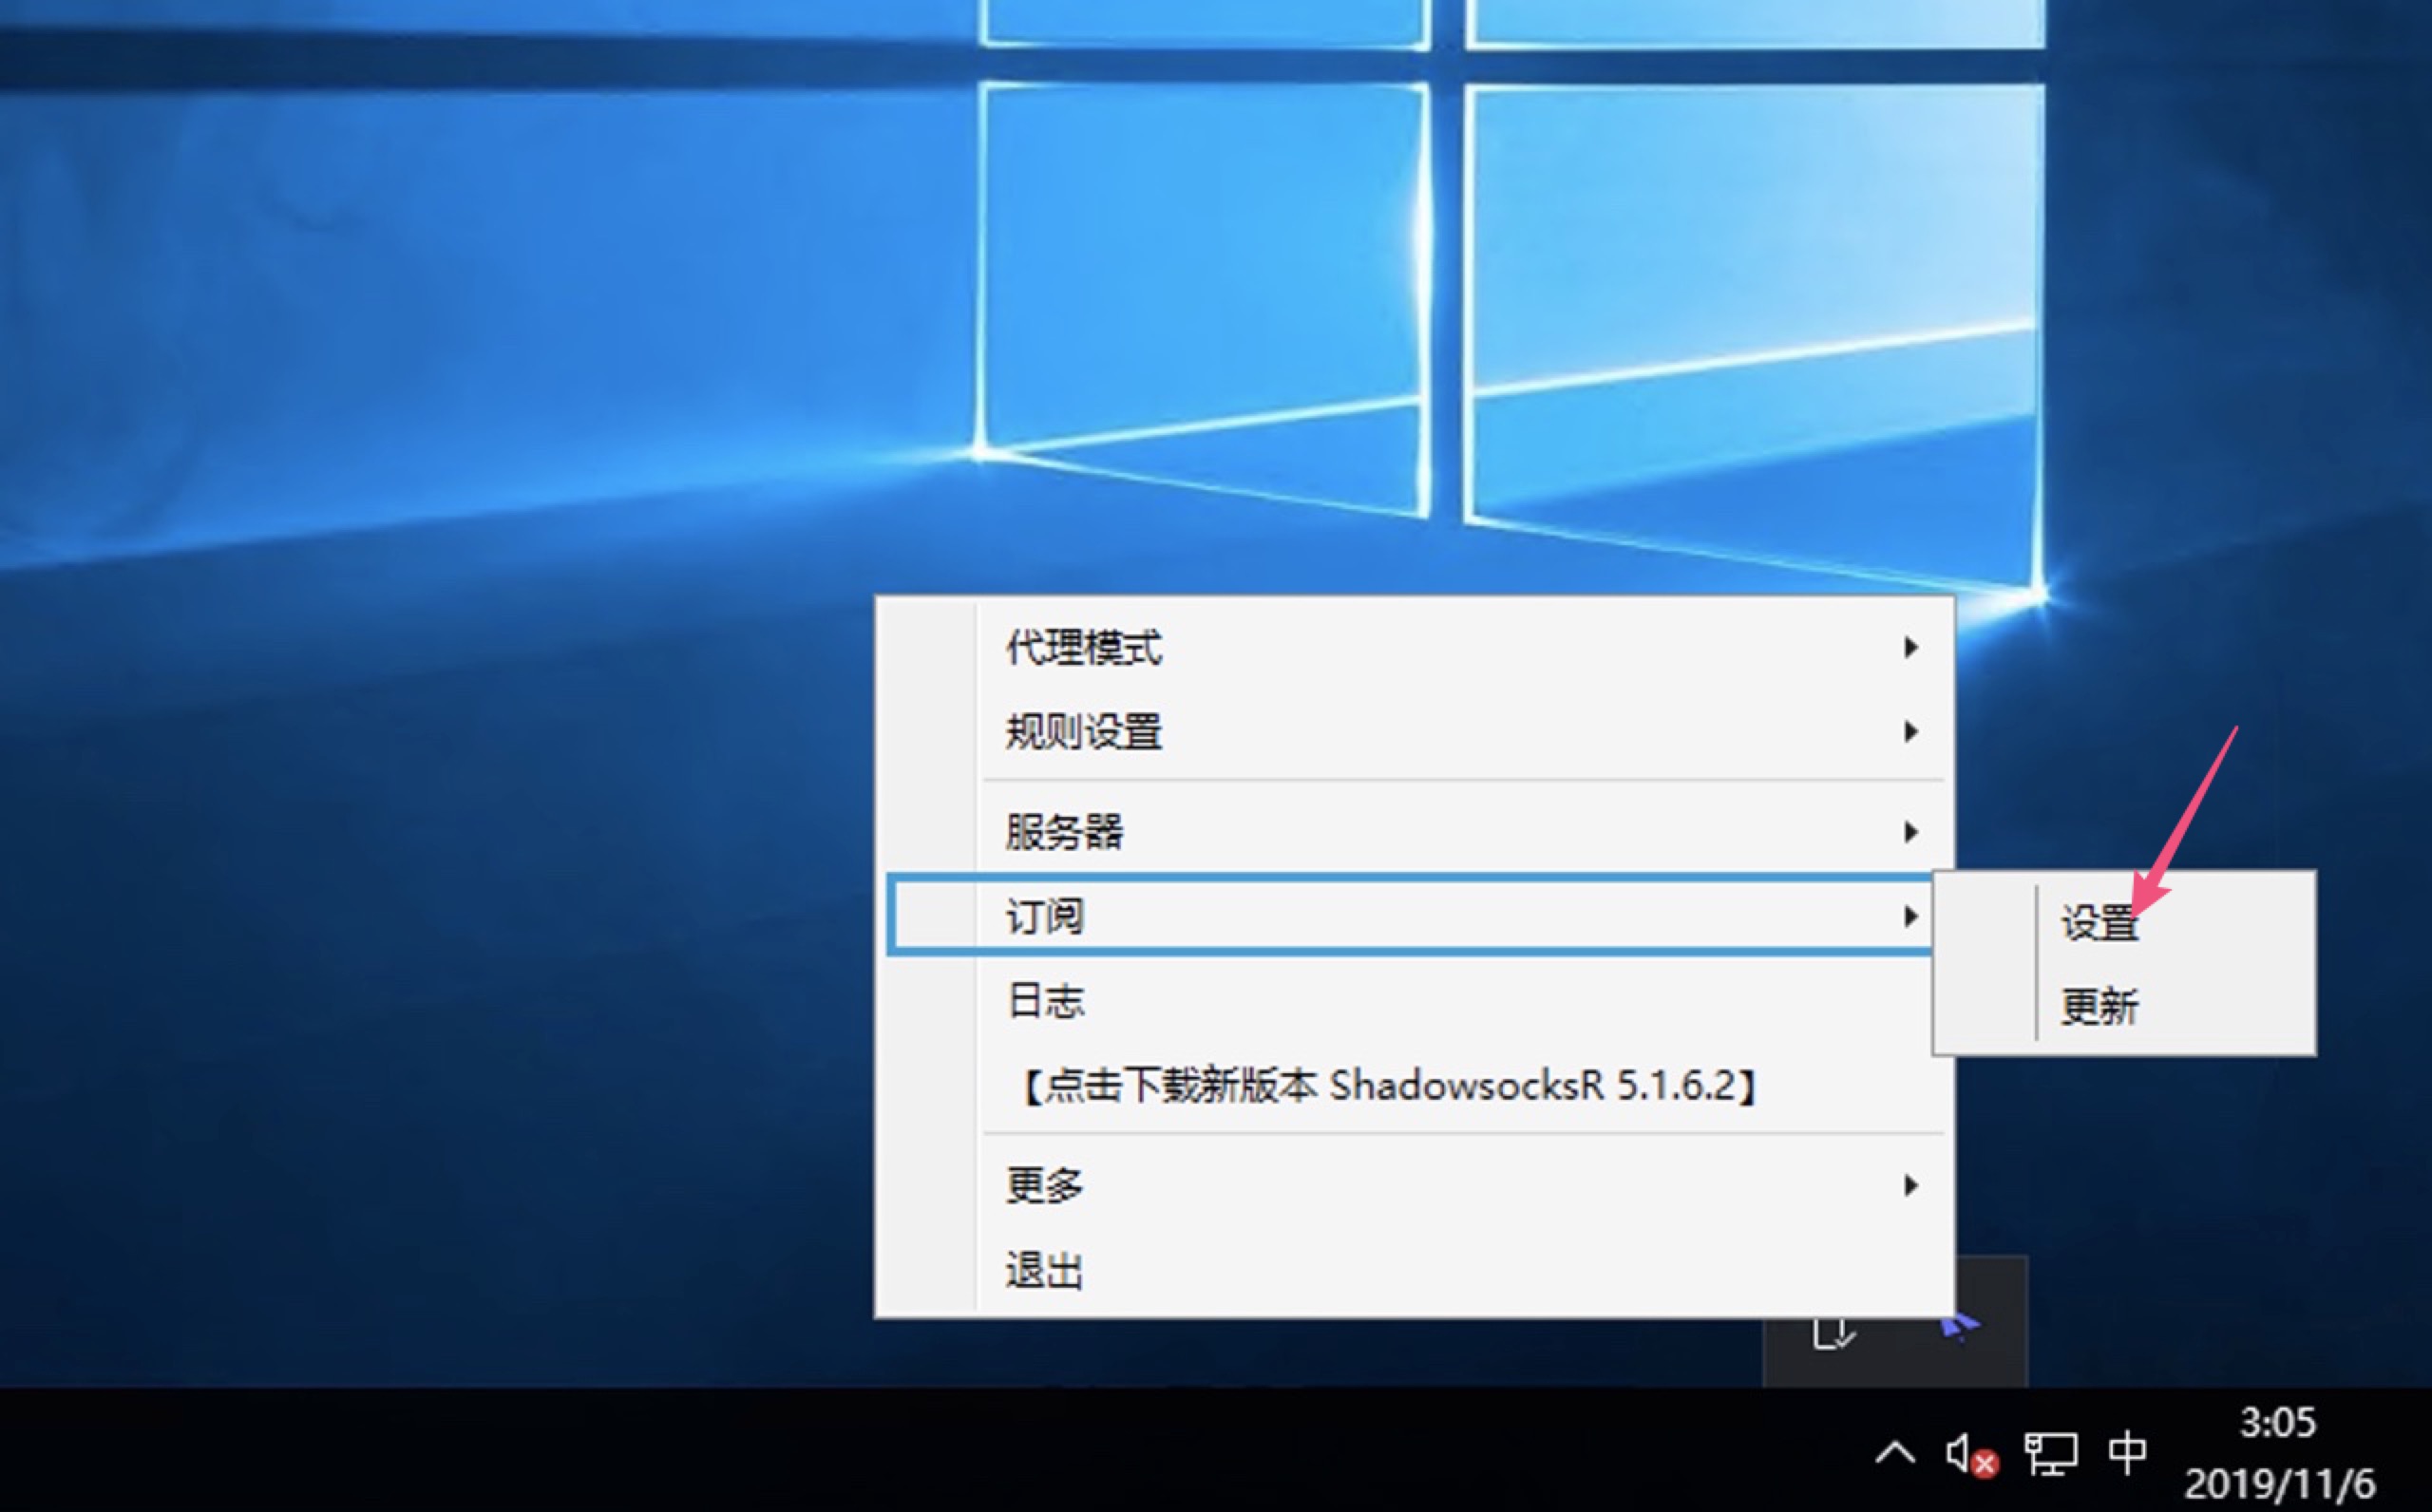 代理模式
规则设置
服务器
订阅
设置
日志
更新
【点击下载新版本 ShadowsocksR 5.1.6.2】
更多
退出
中
3:05
2019/11/6